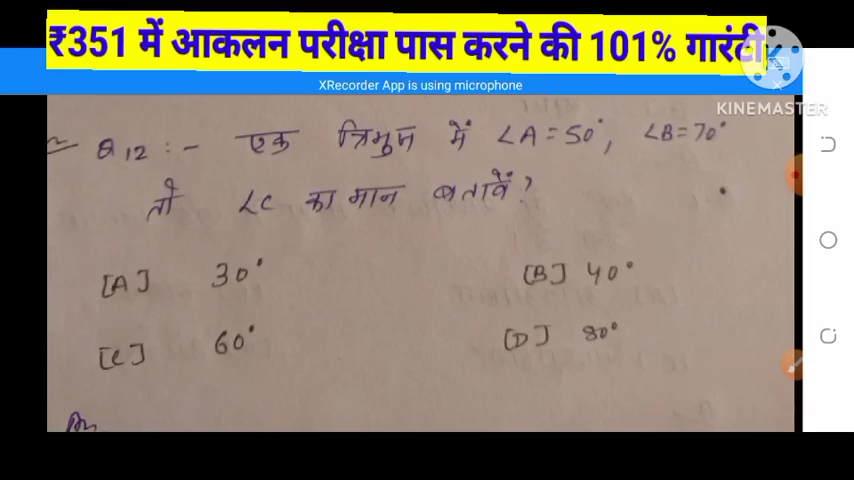 ₹351 में आकलन परीक्षा पास करने की 101% गारंटी
XRecorder App is using microphone
KINEMASTER
Q12 :- एक त्रिभुज में ∠A = 50°, ∠B = 70°
तो ∠C का मान बतावें?
[A] 30° [B] 40°
[C] 60° [D] 80°